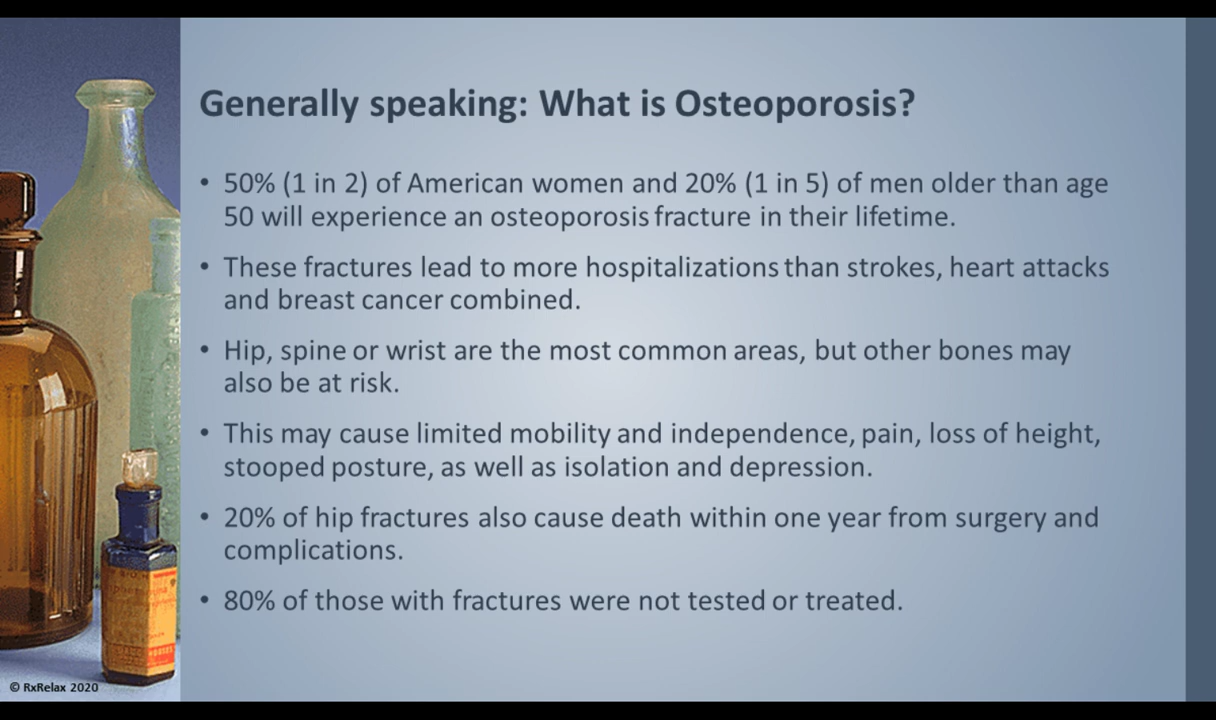 Generally speaking: What is Osteoporosis?
• 50% (1 in 2) of American women and 20% (1 in 5) of men older than age
50 will experience an osteoporosis fracture in their lifetime.
• These fractures lead to more hospitalizations than strokes, heart attacks
and breast cancer combined.
• Hip, spine or wrist are the most common areas, but other bones may
also be at risk.
• This may cause limited mobility and independence, pain, loss of height,
stooped posture, as well as isolation and depression.
• 20% of hip fractures also cause death within one year from surgery and
complications.
• 80% of those with fractures were not tested or treated.
© RxRelax 2020